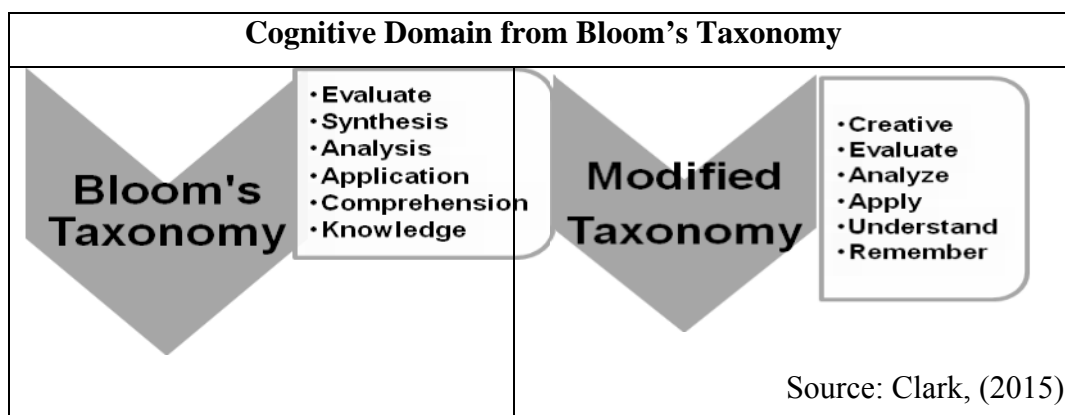 Cognitive Domain from Bloom’s Taxonomy
Bloom's
Taxonomy
•Evaluate
•Synthesis
•Analysis
•Application
•Comprehension
•Knowledge
Modified
Taxonomy
•Creative
•Evaluate
•Analyze
•Apply
•Understand
•Remember
Source: Clark, (2015)